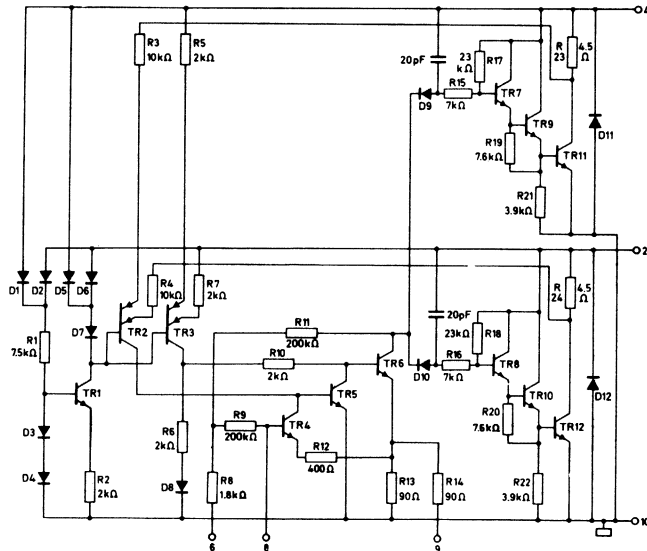 4
R3
10kΩ
R5
2kΩ
20pF
23
kΩ
R17
R
23
4.5
Ω
R15
7kΩ
D9
TR7
TR9
R19
7.6kΩ
TR11
D11
R21
3.9kΩ
2
D1
D2
D5
D6
R4
10kΩ
R7
2kΩ
R
24
4.5
Ω
D7
TR2
TR3
R1
7.5kΩ
R11
200kΩ
20pF
23kΩ
R18
R10
2kΩ
TR6
D10
R16
7kΩ
TR8
TR1
TR5
R20
7.6kΩ
TR10
D12
D3
R6
2kΩ
R9
200kΩ
TR4
R12
400Ω
TR12
D4
R2
2kΩ
D8
R8
1.8kΩ
R13
90Ω
R14
90Ω
R22
3.9kΩ
10
6
8
9